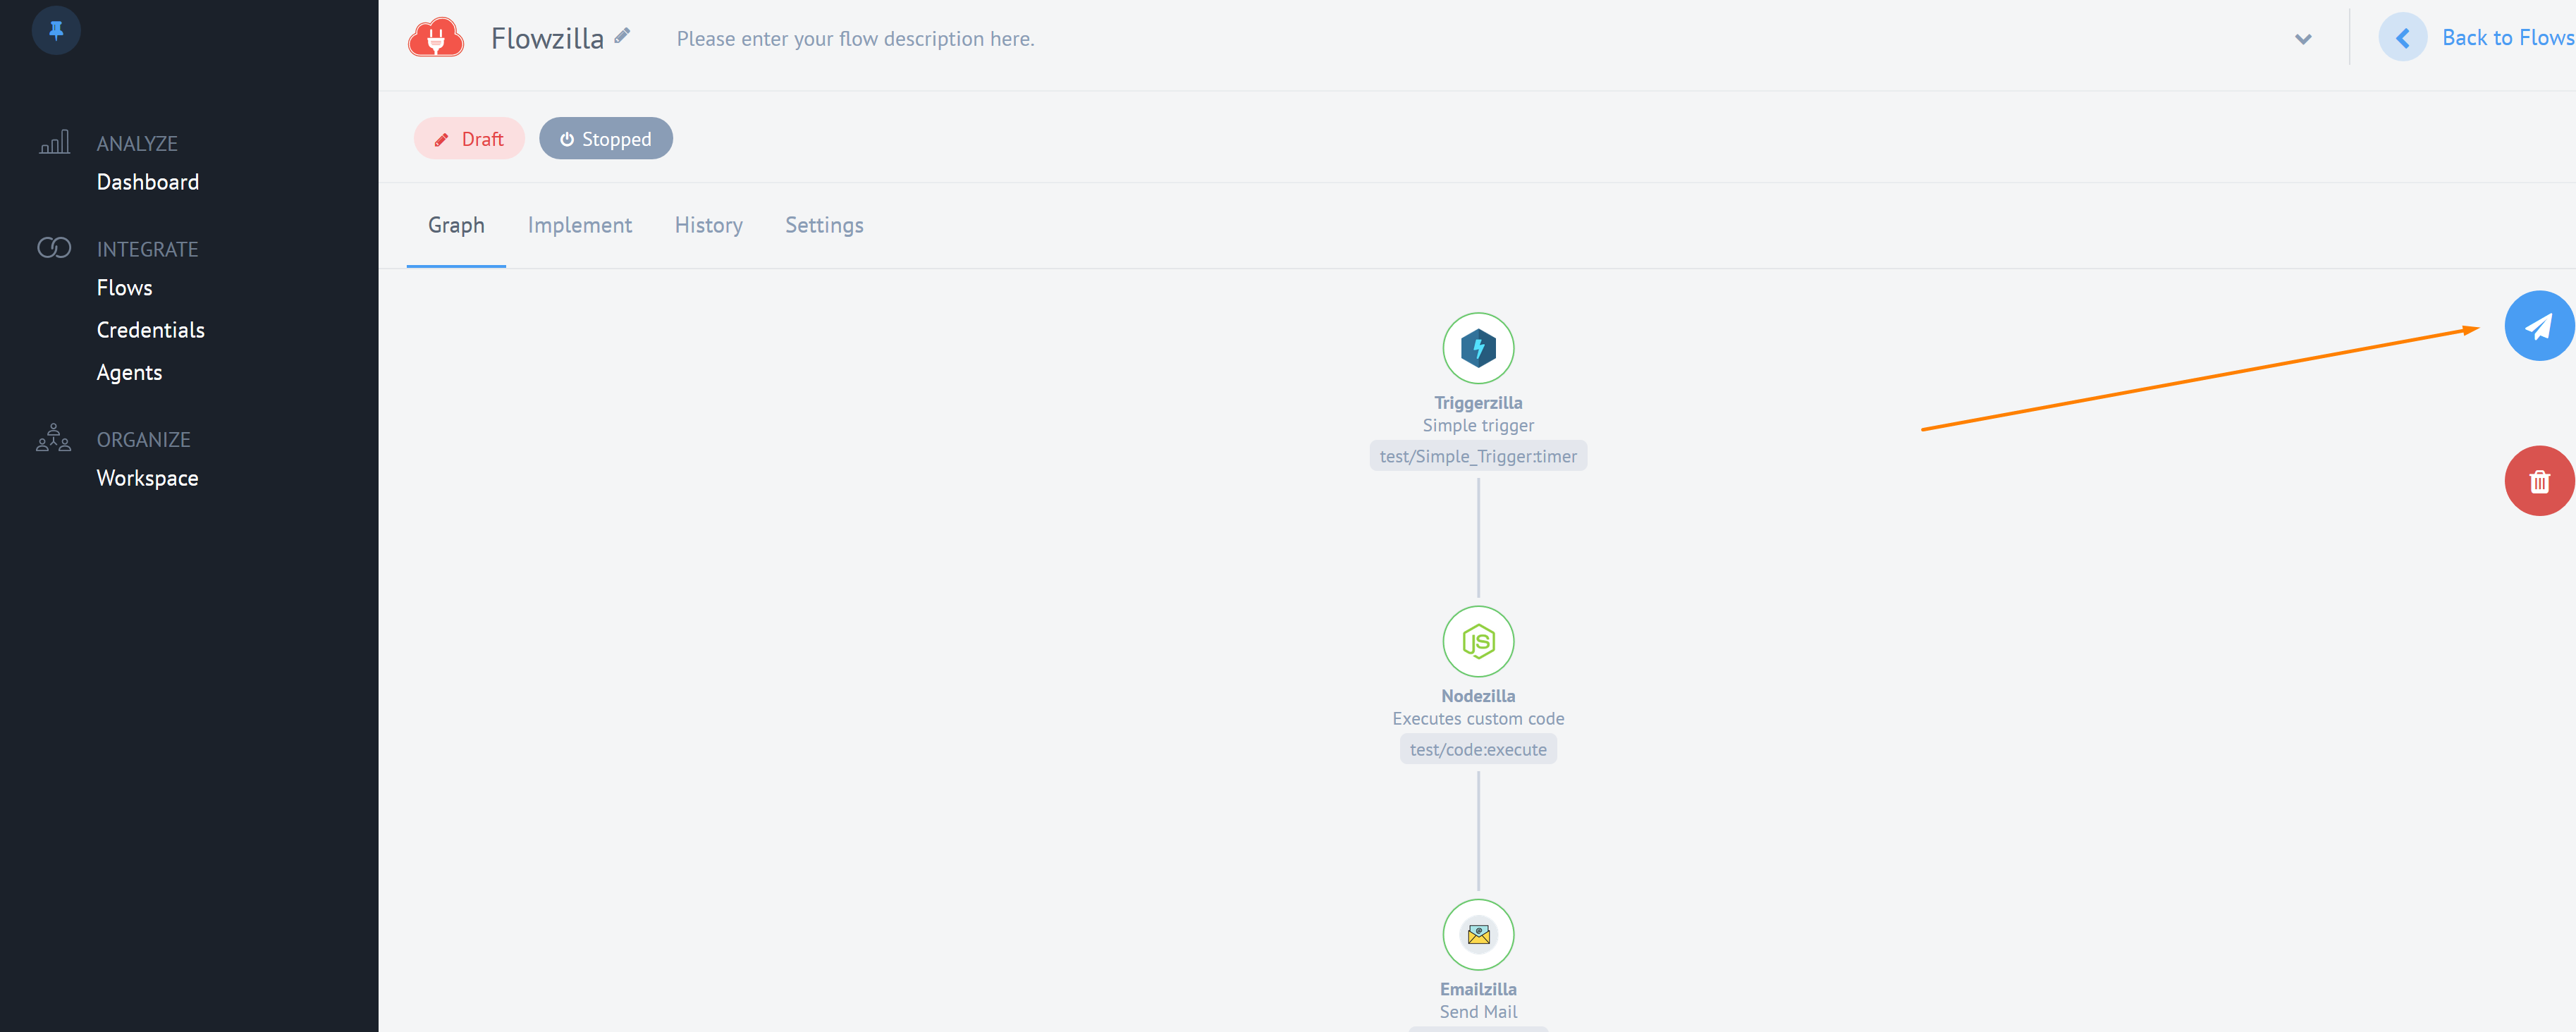 Flowzilla
Please enter your flow description here.
Back to Flows
Draft
Stopped
ANALYZE
Dashboard
INTEGRATE
Flows
Credentials
Agents
ORGANIZE
Workspace
Graph
Implement
History
Settings
Triggerzilla
Simple trigger
test/Simple_Trigger:timer
JS
Nodezilla
Executes custom code
test/code:execute
@
Emailzilla
Send Mail